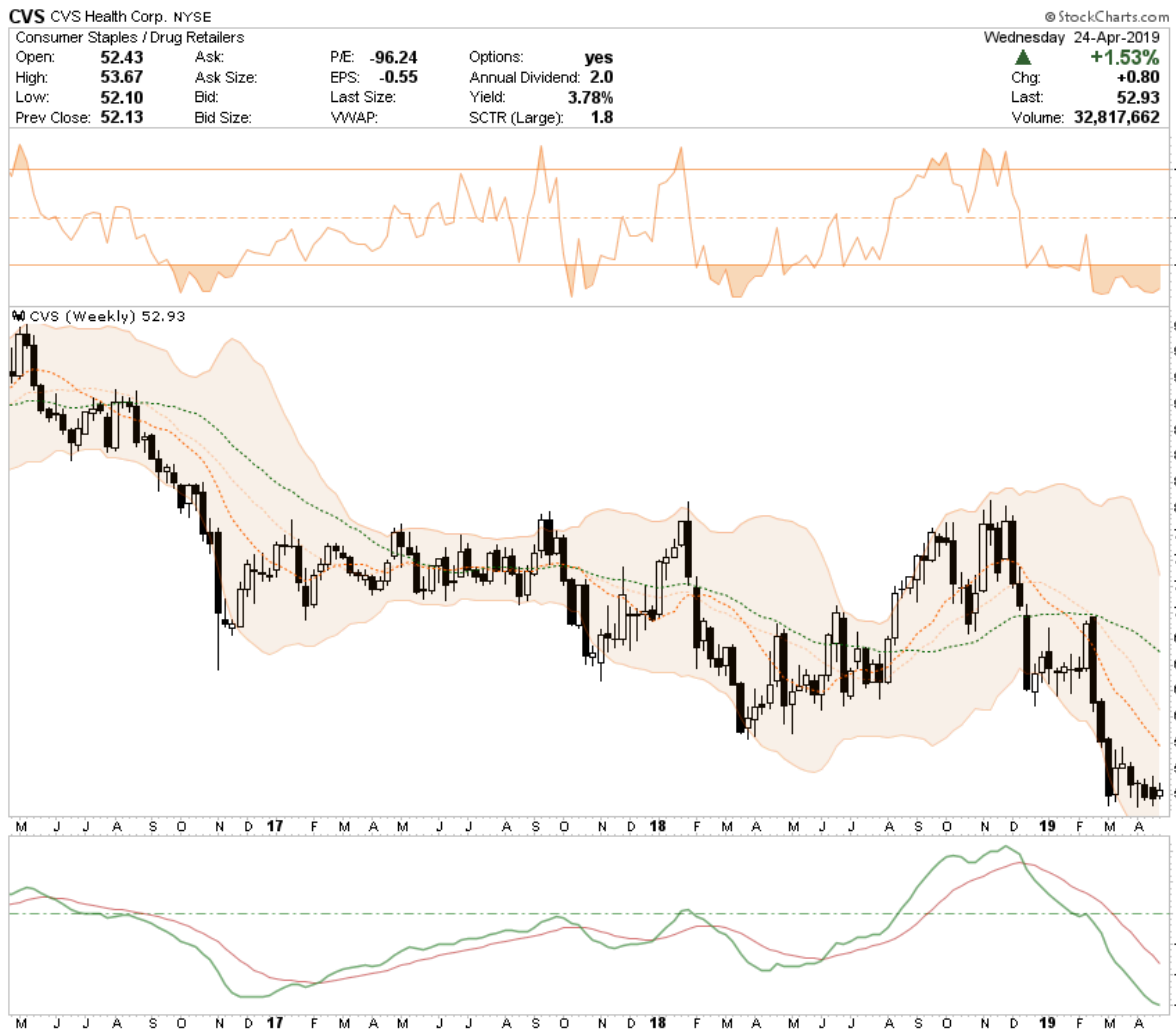 CVS CVS Health Corp. NYSE © StockCharts.com
Consumer Staples / Drug Retailers Wednesday 24-Apr-2019
Open: 52.43 Ask: P/E: -96.24 Options: yes ▲ +1.53%
High: 53.67 Ask Size: EPS: -0.55 Annual Dividend: 2.0 Chg: +0.80
Low: 52.10 Bid: Last Size: Yield: 3.78% Last: 52.93
Prev Close: 52.13 Bid Size: VWAP: SCTR (Large): 1.8 Volume: 32,817,662
CVS (Weekly) 52.93
M J J A S O N D 17 F M A M J J A S O N D 18 F M A M J J A S O N D 19 F M A
M J J A S O N D 17 F M A M J J A S O N D 18 F M A M J J A S O N D 19 F M A